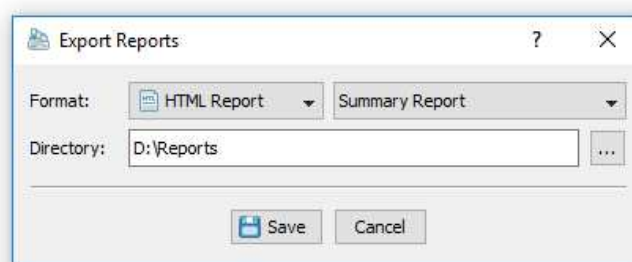 Export Reports ?
Format: HTML Report Summary Report
Directory: D:\Reports ...
Save Cancel